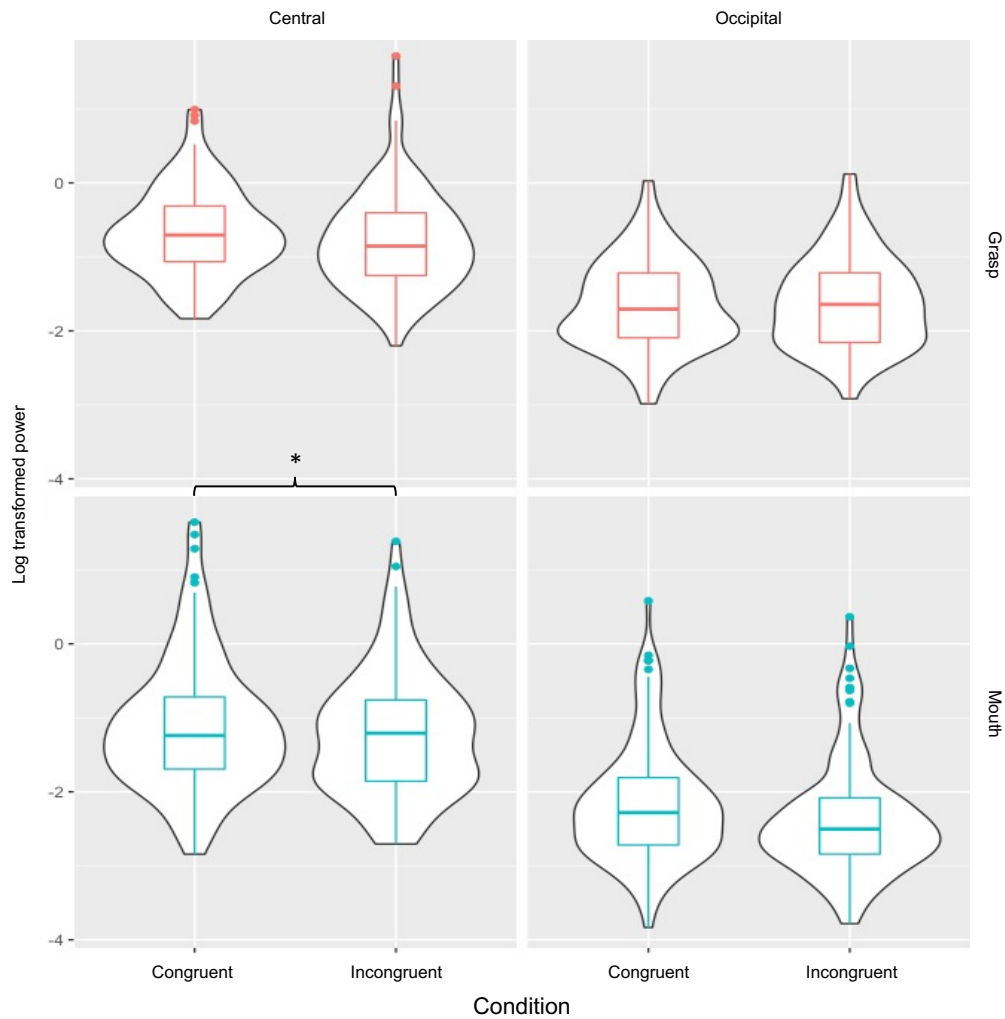 Central
Occipital
0
-2
-4
Grasp
Log transformed power
*
0
-2
-4
Mouth
Congruent
Incongruent
Congruent
Incongruent
Condition